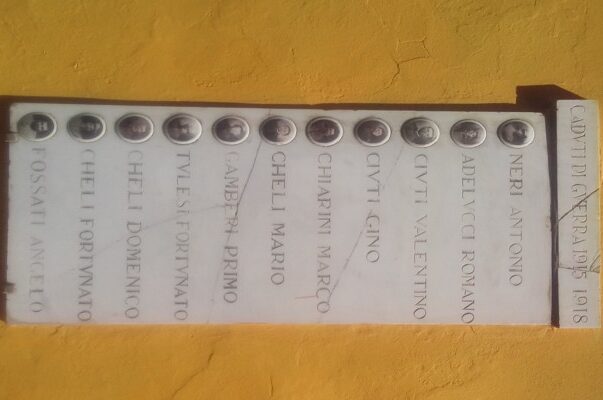 CADVTI DI GVERRA 1915 1918
NERI ANTONIO
ADELVCCI ROMANO
CIVTI VALENTINO
CIVTI GINO
CHIARINI MARCO
CHELI MARIO
GAMBERI PRIMO
TVLESI FORTVNATO
CHELI DOMENICO
CHELI FORTVNATO
FOSSATI ANGELO